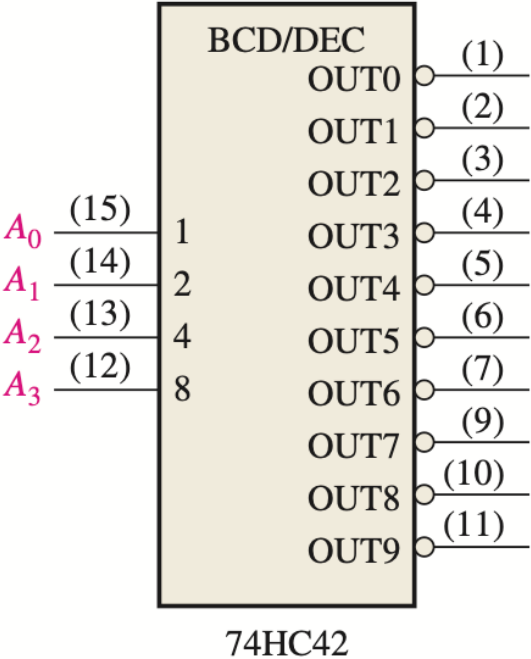 BCD/DEC
OUT0 (1)
OUT1 (2)
OUT2 (3)
A0 (15) 1 OUT3 (4)
A1 (14) 2 OUT4 (5)
A2 (13) 4 OUT5 (6)
A3 (12) 8 OUT6 (7)
OUT7 (9)
OUT8 (10)
OUT9 (11)
74HC42